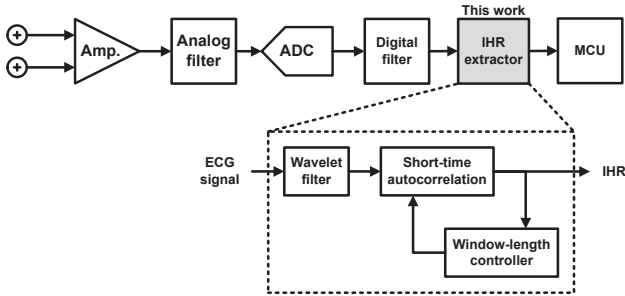 This work
Amp.
Analog
filter
ADC
Digital
filter
IHR
extractor
MCU
ECG
signal
Wavelet
filter
Short-time
autocorrelation
IHR
Window-length
controller